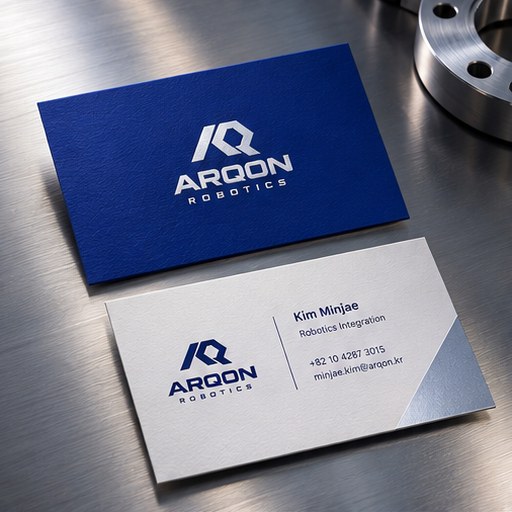 ARQON
ROBOTICS
ARQON
ROBOTICS
Kim Minjae
Robotics Integration
+82 10 4287 3015
minjae.kim@arqon.kr